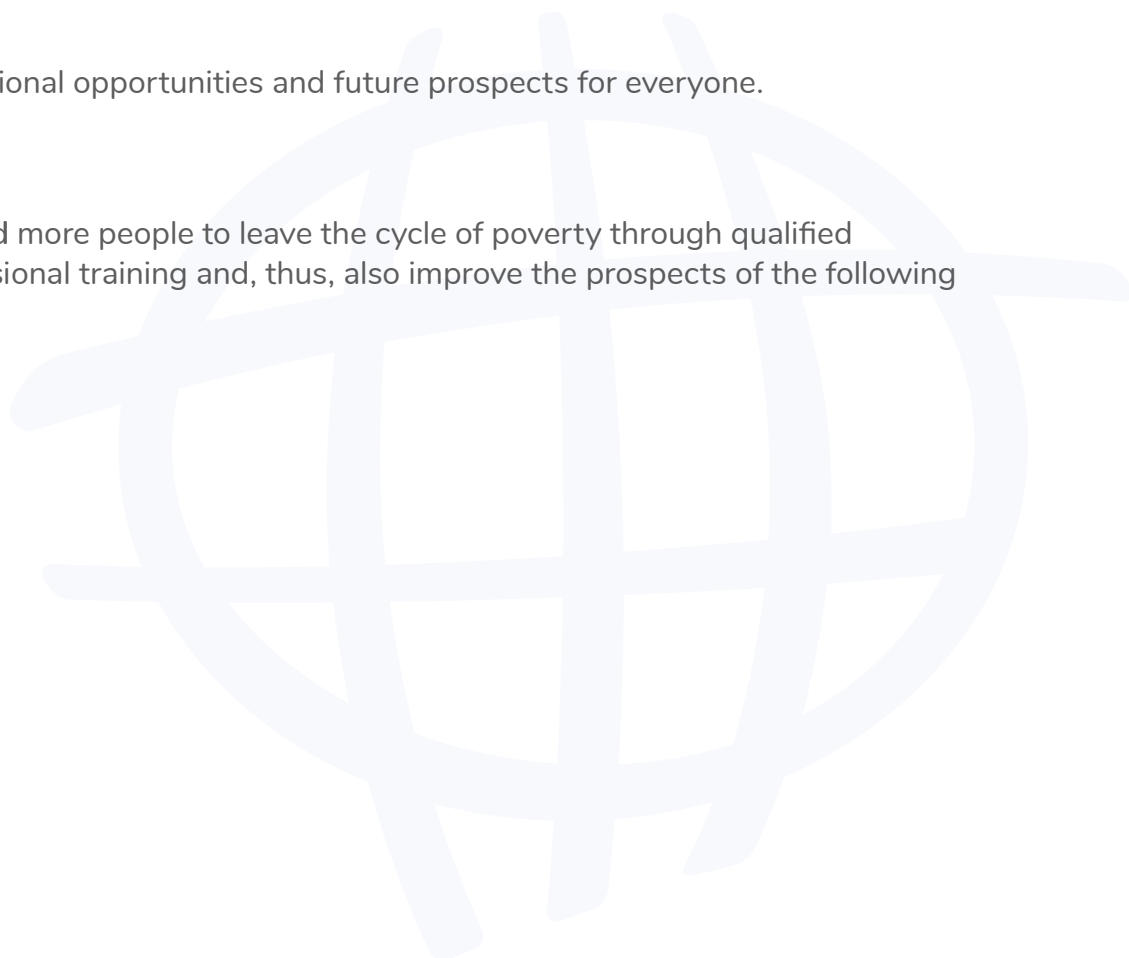 ional opportunities and future prospects for everyone.
d more people to leave the cycle of poverty through qualified
sional training and, thus, also improve the prospects of the following